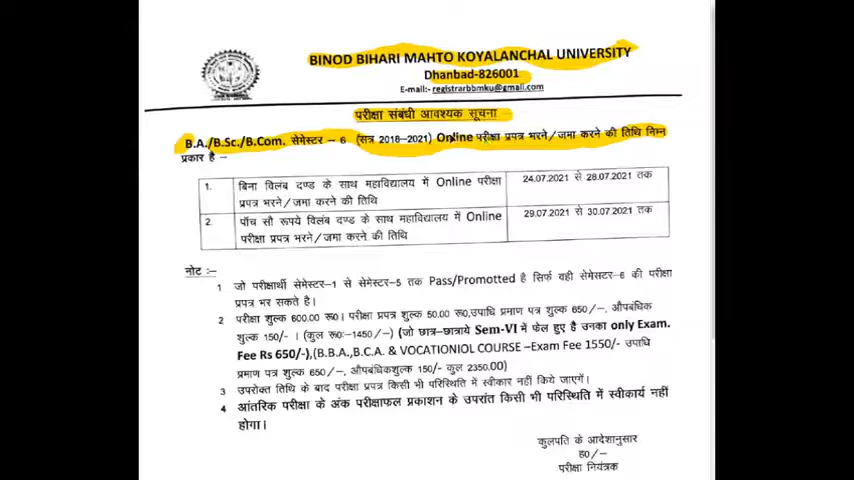 BINOD BIHARI MAHTO KOYALANCHAL UNIVERSITY
Dhanbad-826001
E-mail:- registrarbbmku@gmail.com
परीक्षा संबंधी आवश्यक सूचना
B.A./B.Sc./B.Com. सेमेस्टर – 6 (सत्र 2018–2021) Online परीक्षा प्रपत्र भरने/जमा करने की तिथि निम्न
प्रकार है –
1. बिना विलंब दण्ड के साथ महाविद्यालय में Online परीक्षा 24.07.2021 से 28.07.2021 तक
प्रपत्र भरने/जमा करने की तिथि
2. पाँच सौ रूपये विलंब दण्ड के साथ महाविद्यालय में Online 29.07.2021 से 30.07.2021 तक
परीक्षा प्रपत्र भरने/जमा करने की तिथि
नोट :–
1 जो परीक्षार्थी सेमेस्टर–1 से सेमेस्टर–5 तक Pass/Promotted है सिर्फ वही सेमेसटर–6 की परीक्षा
प्रपत्र भर सकते है।
2 परीक्षा शुल्क 600.00 रू0। परीक्षा प्रपत्र शुल्क 50.00 रू0,उपाधि प्रमाण पत्र शुल्क 650/–, औपबंधिक
शुल्क 150/- । (कुल रू0:–1450/–) (जो छात्र-छात्राये Sem-VI में फेल हुए है उनका only Exam.
Fee Rs 650/-),(B.B.A.,B.C.A. & VOCATIONIOL COURSE –Exam Fee 1550/- उपाधि
प्रमाण पत्र शुल्क 650/–, औपबंधिकशुल्क 150/- कुल 2350.00)
3 उपरोक्त तिथि के बाद परीक्षा प्रपत्र किसी भी परिस्थिति में स्वीकार नहीं किये जाएगें।
4 आंतरिक परीक्षा के अंक परीक्षाफल प्रकाशन के उपरांत किसी भी परिस्थिति में स्वीकार्य नहीं
होगा।
कुलपति के आदेशानुसार
ह0/–
परीक्षा नियंत्रक